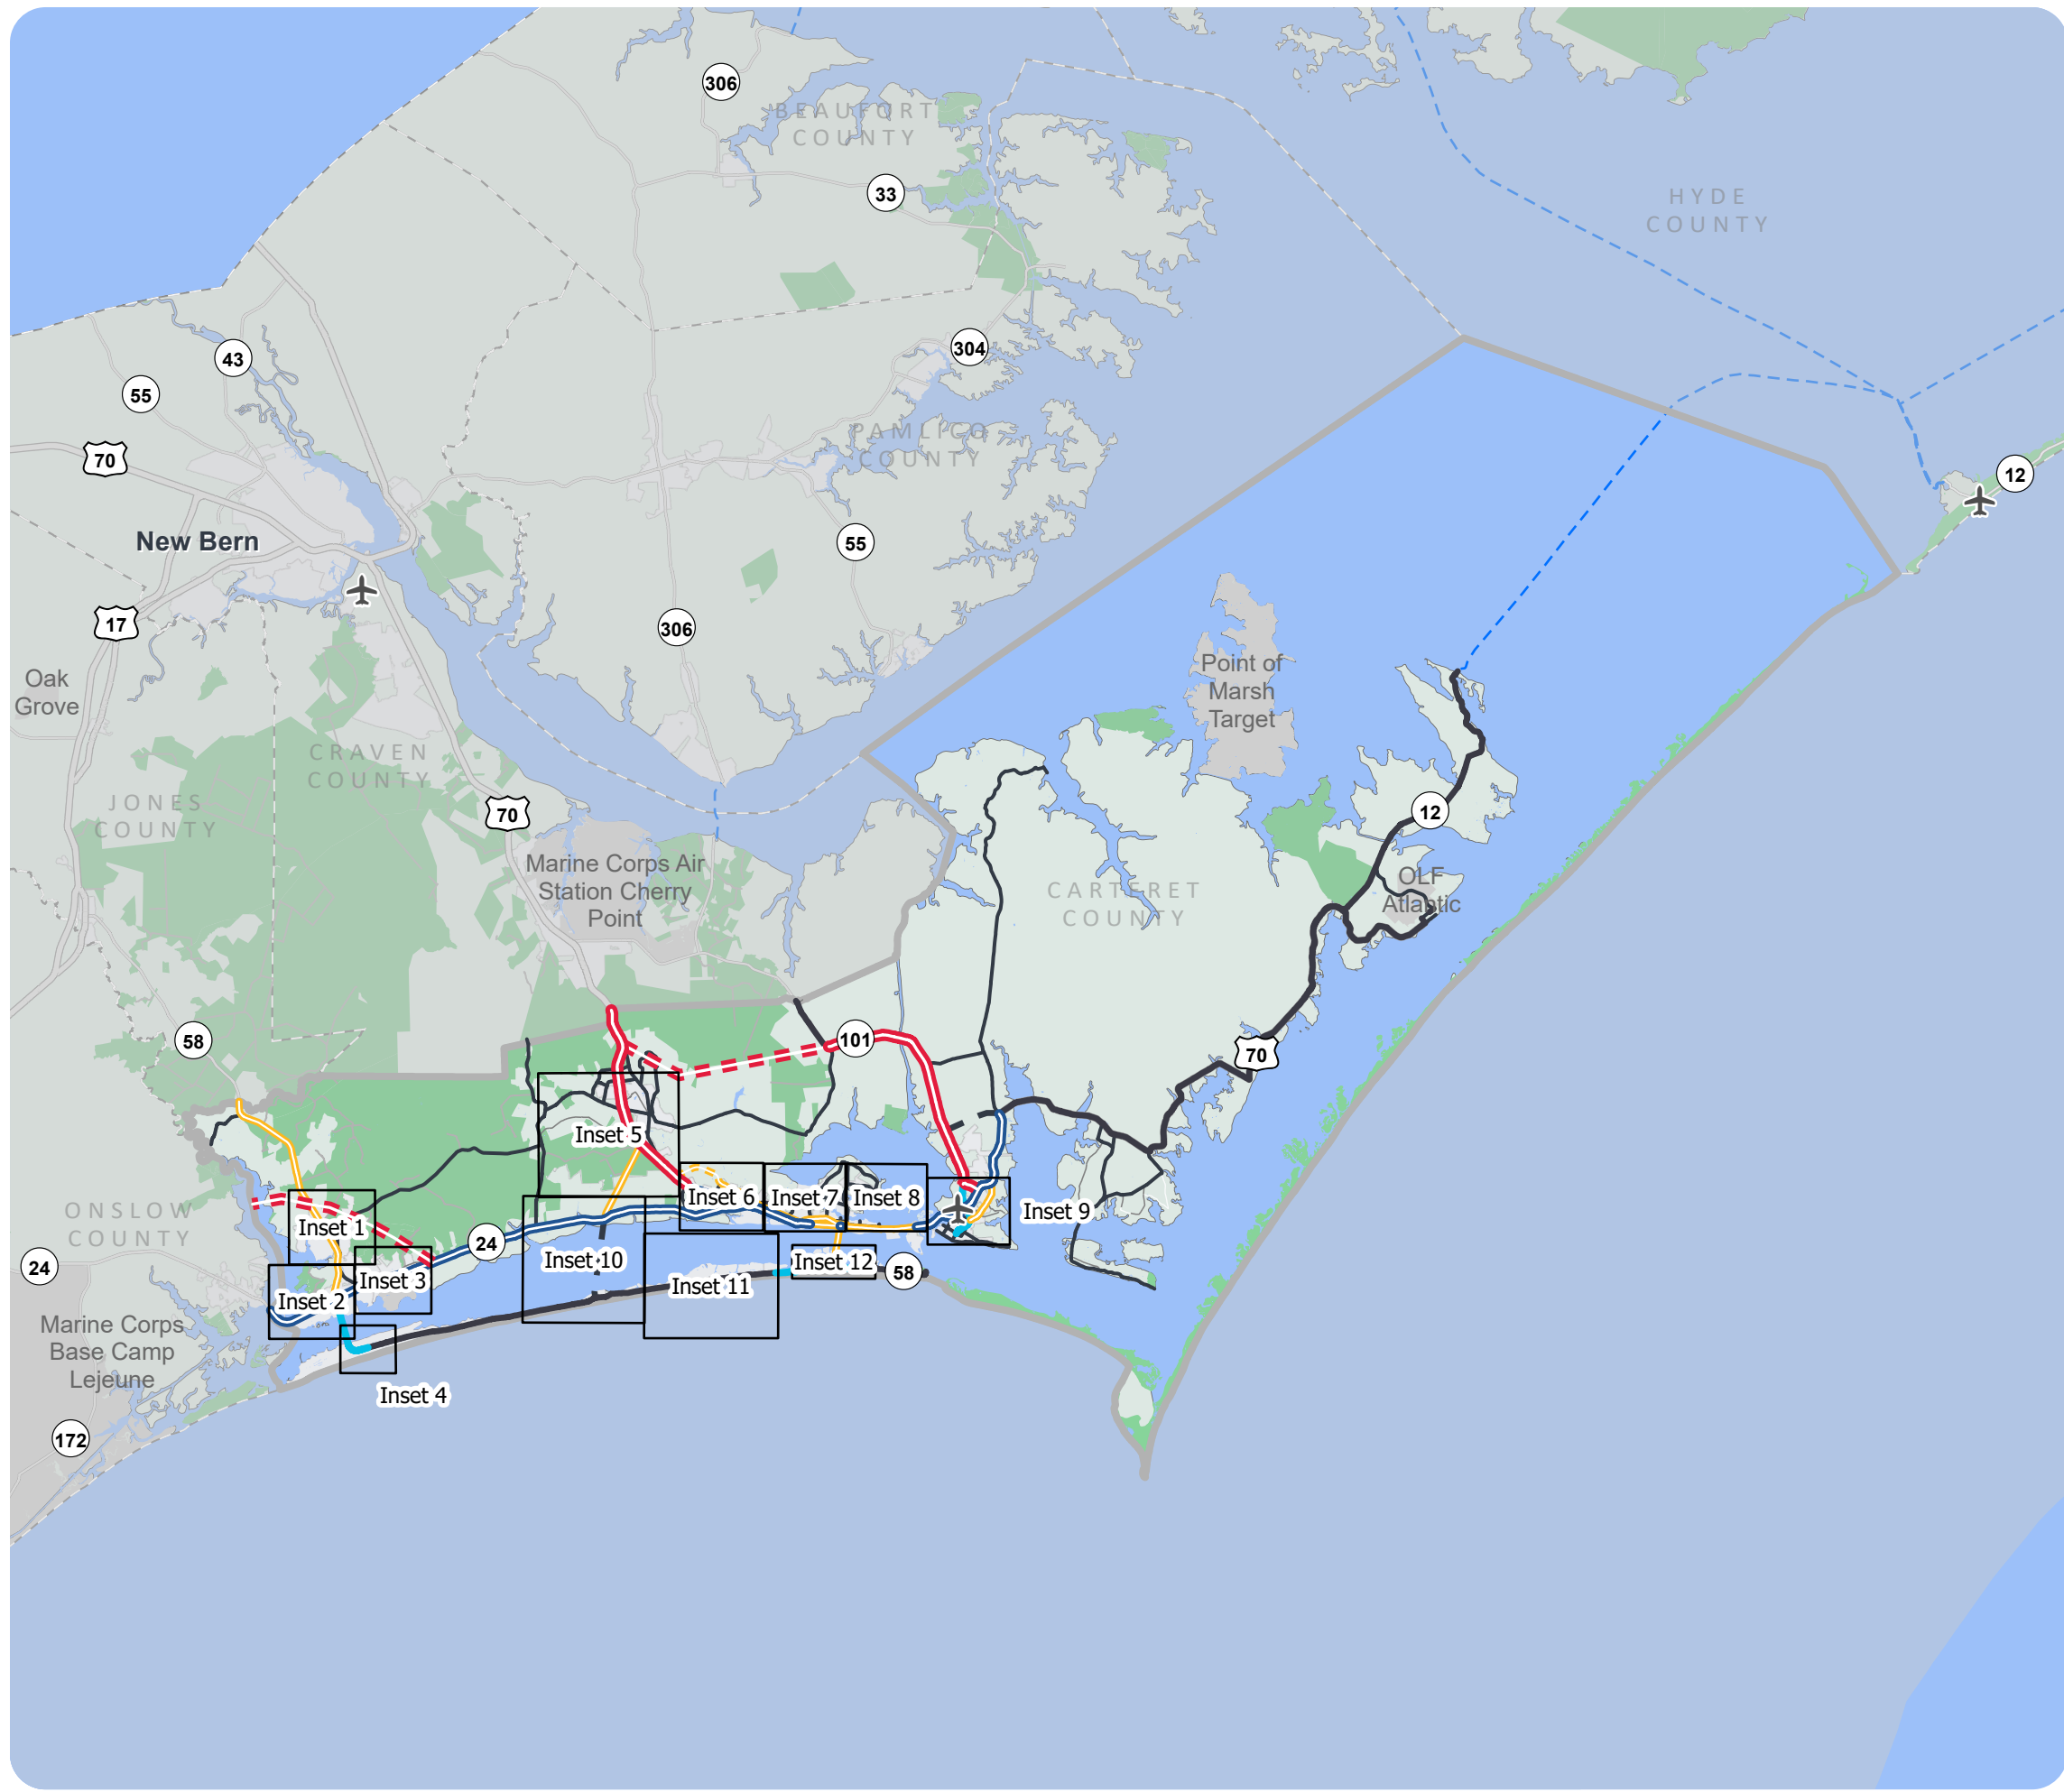 306
BEAUFORT
COUNTY
33
HYDE
COUNTY
304
43
55
PAMLICO
COUNTY
70
12
New Bern
55
17
306
Oak
Grove
Point of
Marsh
Target
CRAVEN
COUNTY
JONES
COUNTY
70
12
Marine Corps Air
Station Cherry
Point
CARTERET
COUNTY
OLF
Atlantic
58
101
70
Inset 5
ONSLOW
COUNTY
Inset 1
Inset 6
Inset 7
Inset 8
Inset 9
24
24
Inset 10
Inset 12
58
Inset 3
Inset 11
Inset 2
Marine Corps
Base Camp
Lejeune
Inset 4
172